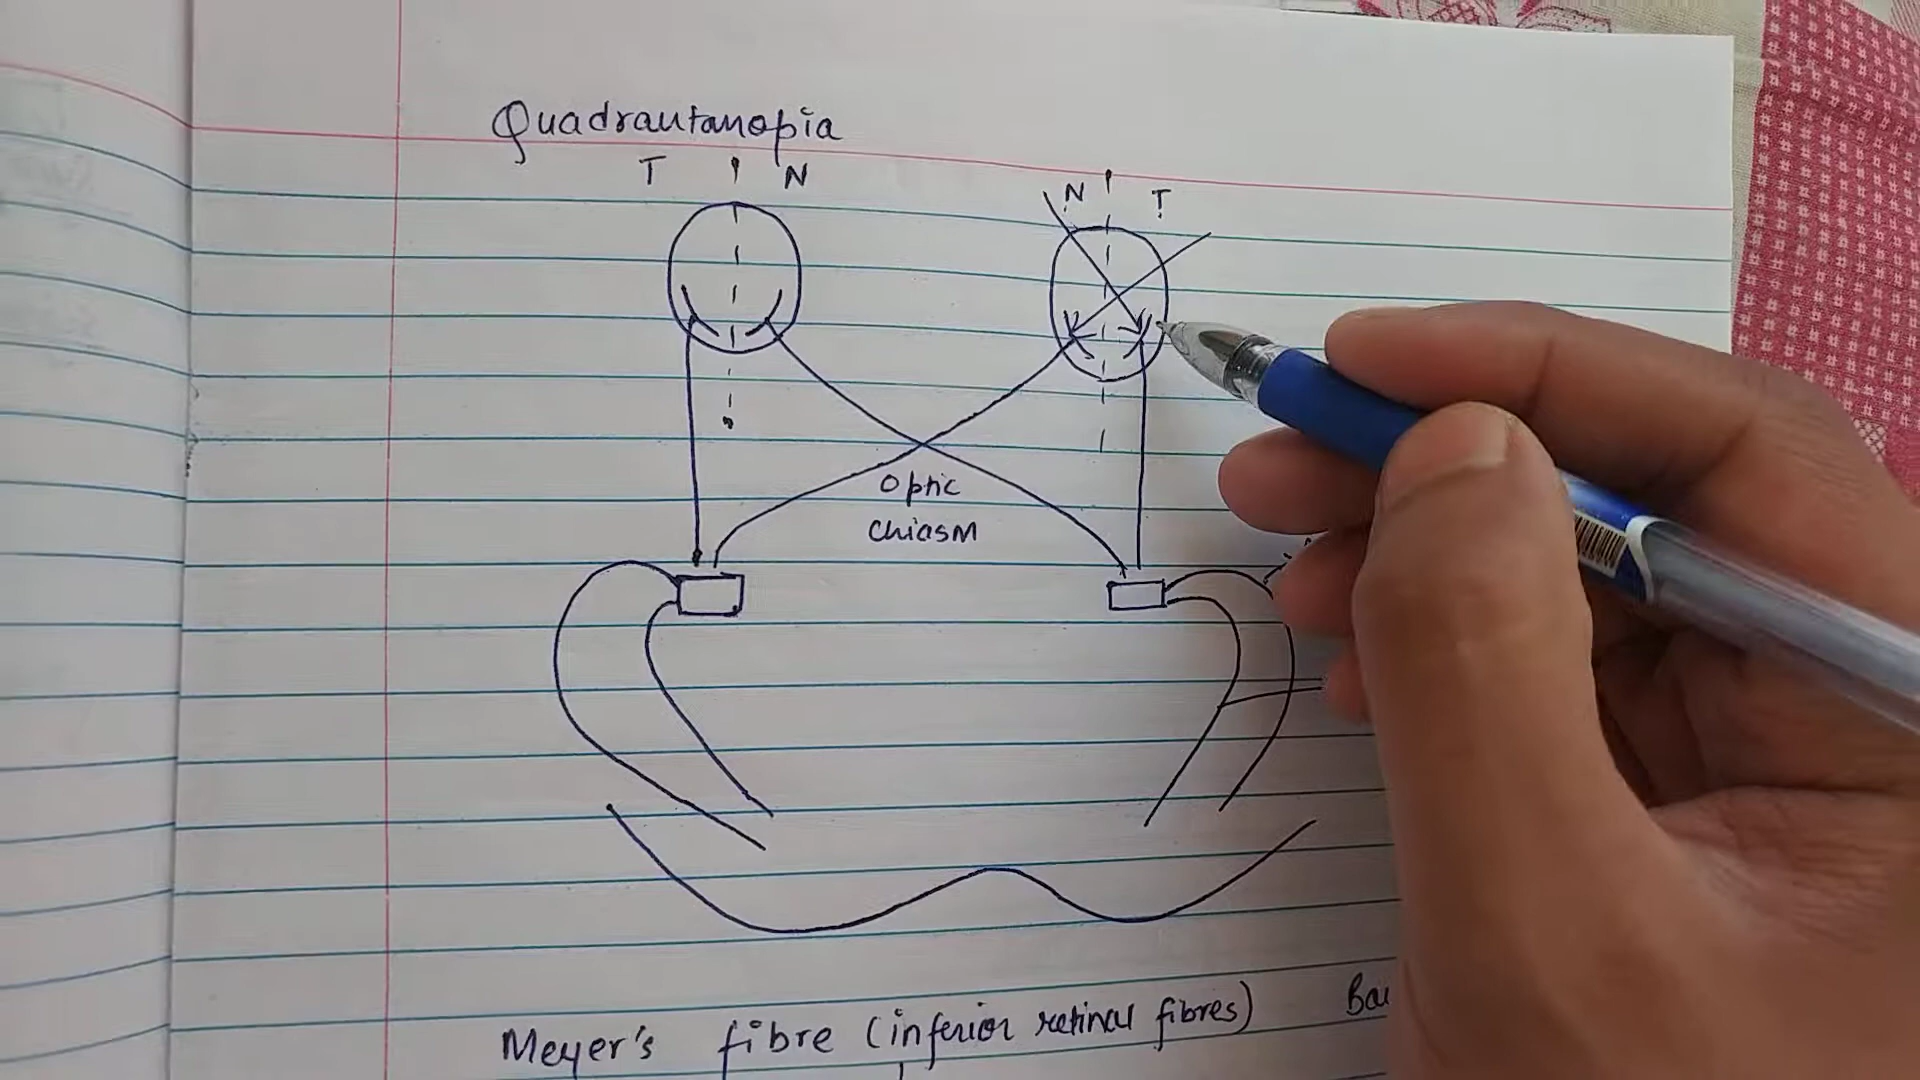 Quadrantanopia
T N
N T
Optic
Chiasm
Meyer's fibre (inferior retinal fibres)